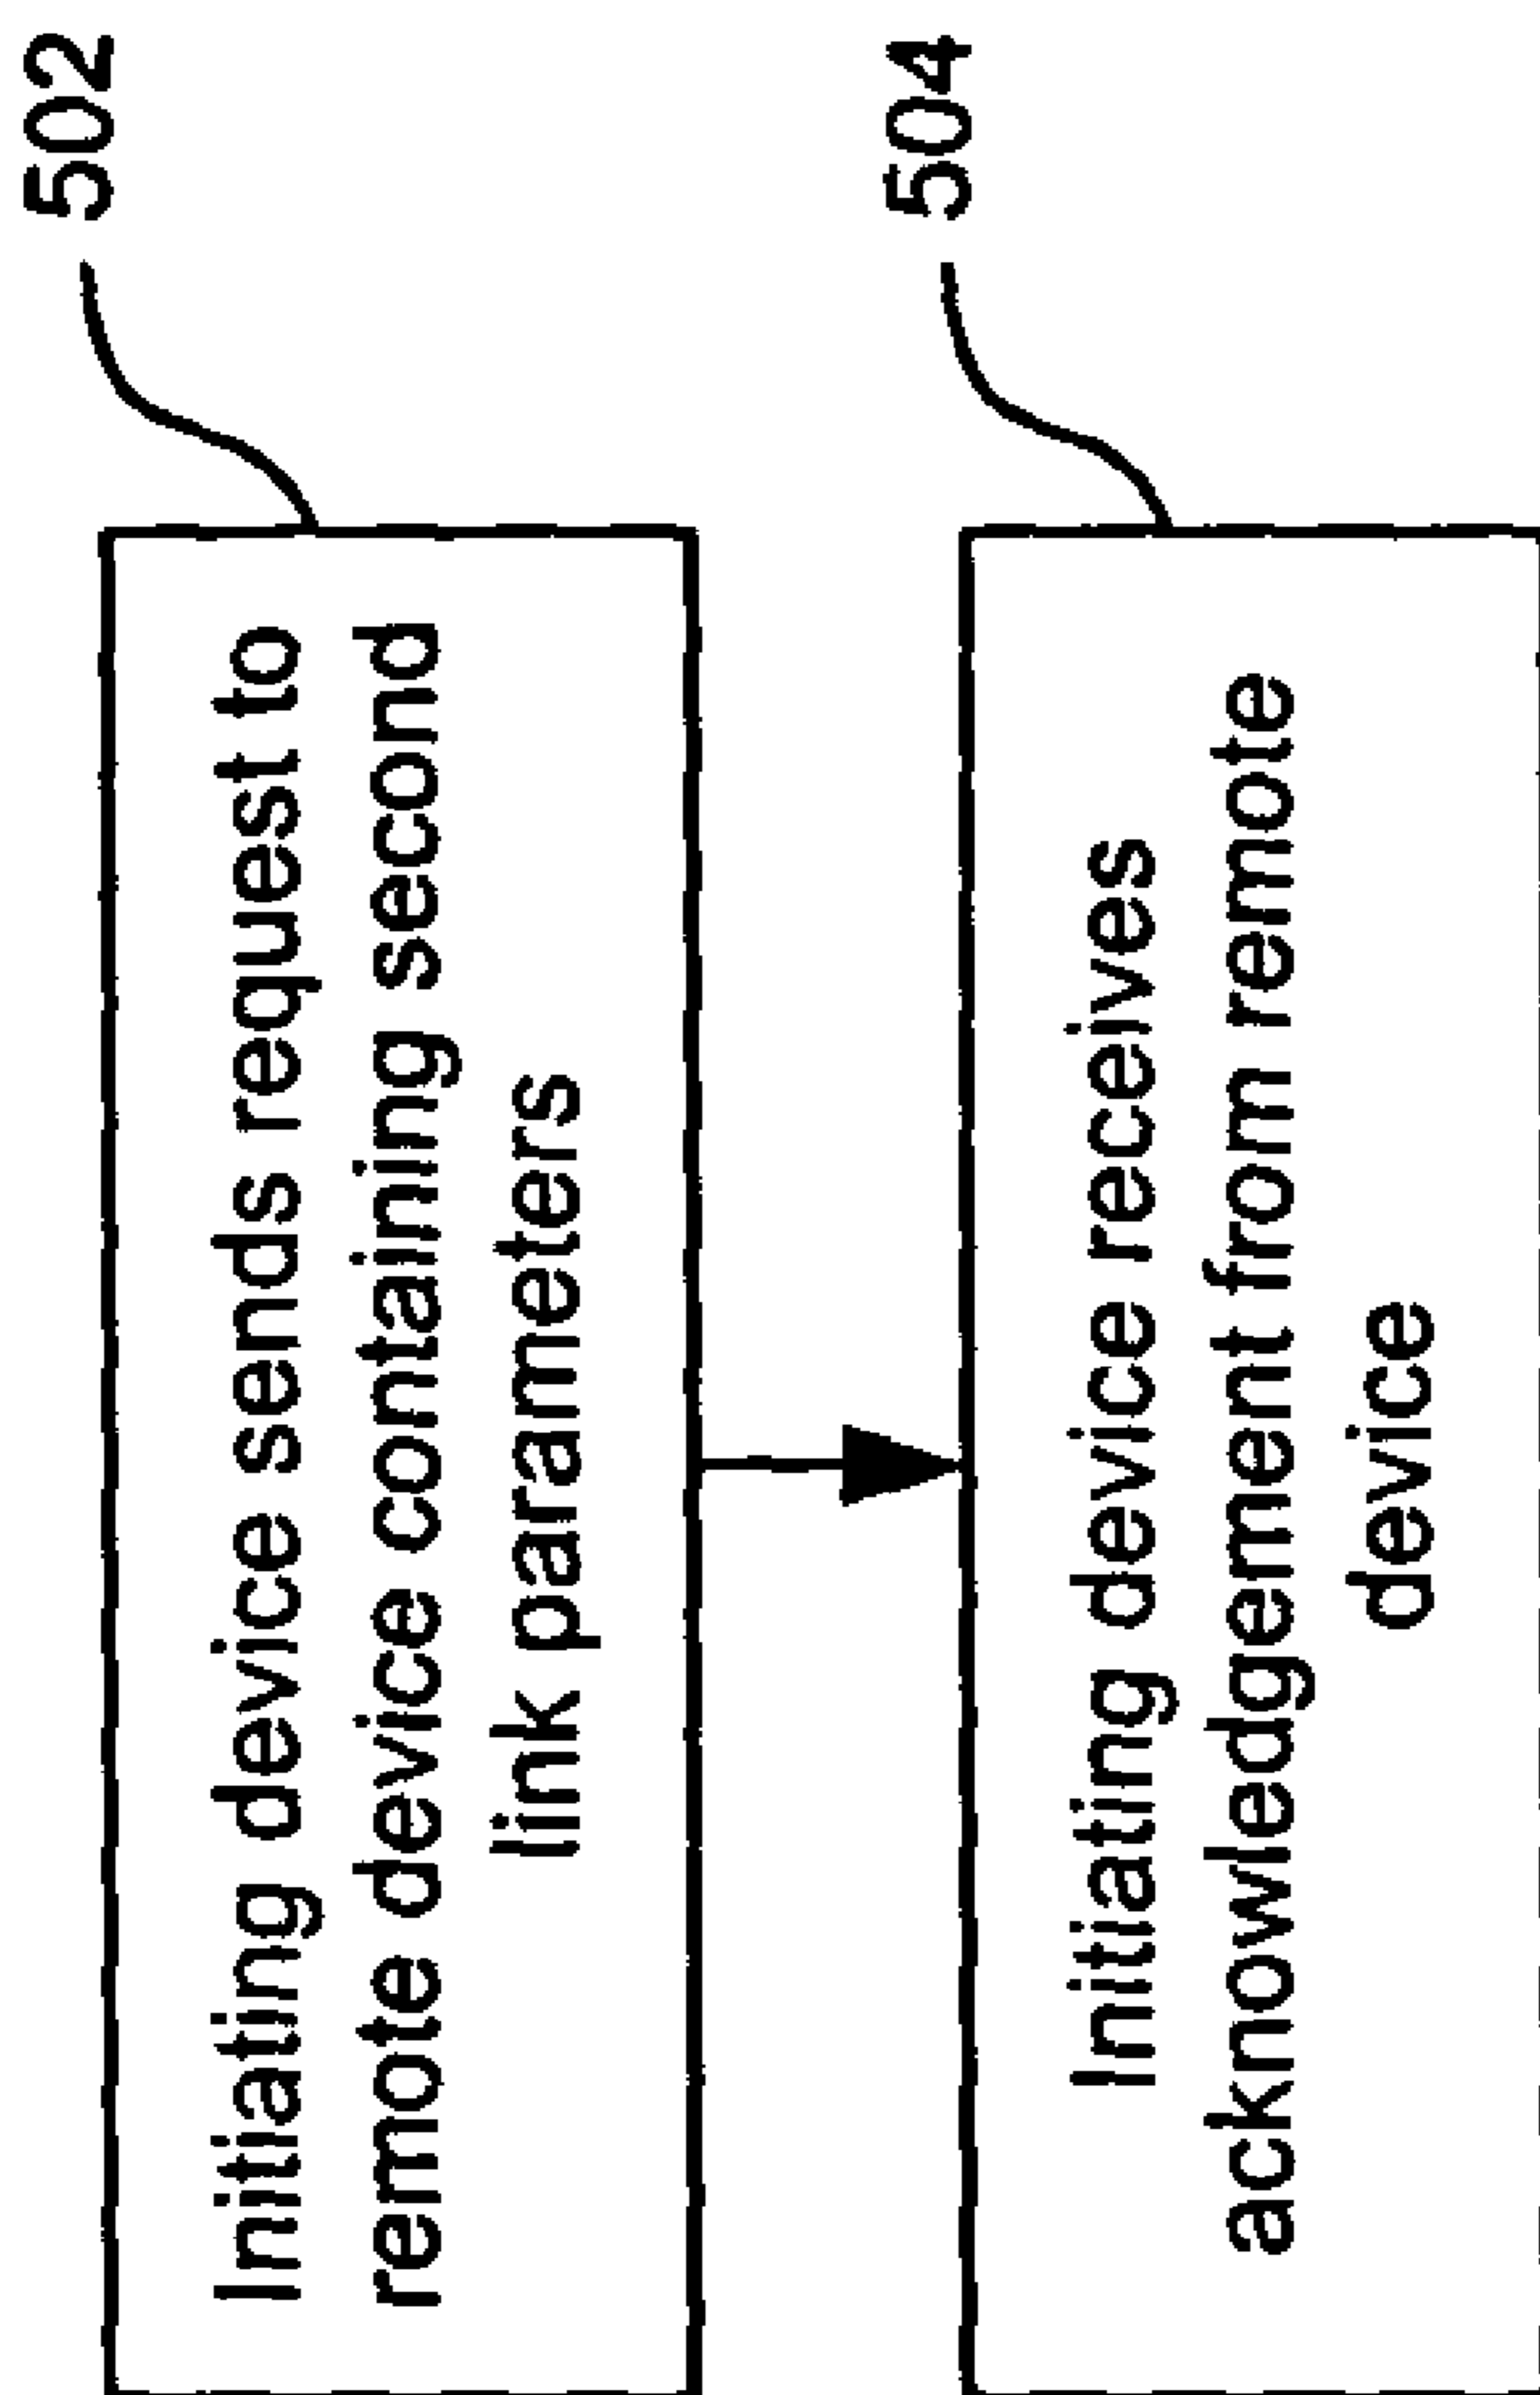 502
Initiating device sends request to
remote device containing second
link parameters
504
Initiating device receives
acknowledgement from remote
device